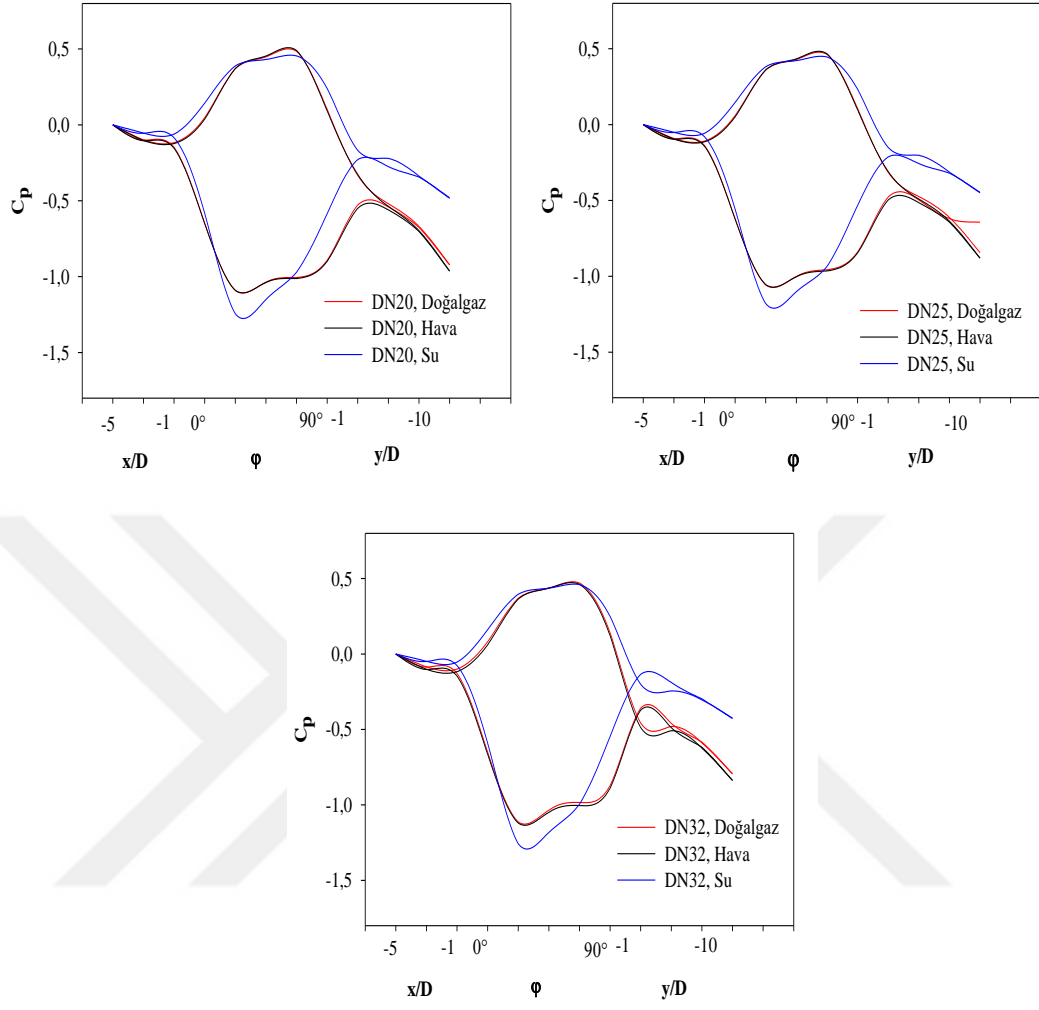 0,5
0,0
-0,5
-1,0
-1,5
Cp
DN20, Doğalgaz
DN20, Hava
DN20, Su
-5 -1 0° 90° -1 -10
x/D φ y/D
0,5
0,0
-0,5
-1,0
-1,5
Cp
DN25, Doğalgaz
DN25, Hava
DN25, Su
-5 -1 0° 90° -1 -10
x/D φ y/D
0,5
0,0
-0,5
-1,0
-1,5
Cp
DN32, Doğalgaz
DN32, Hava
DN32, Su
-5 -1 0° 90° -1 -10
x/D φ y/D